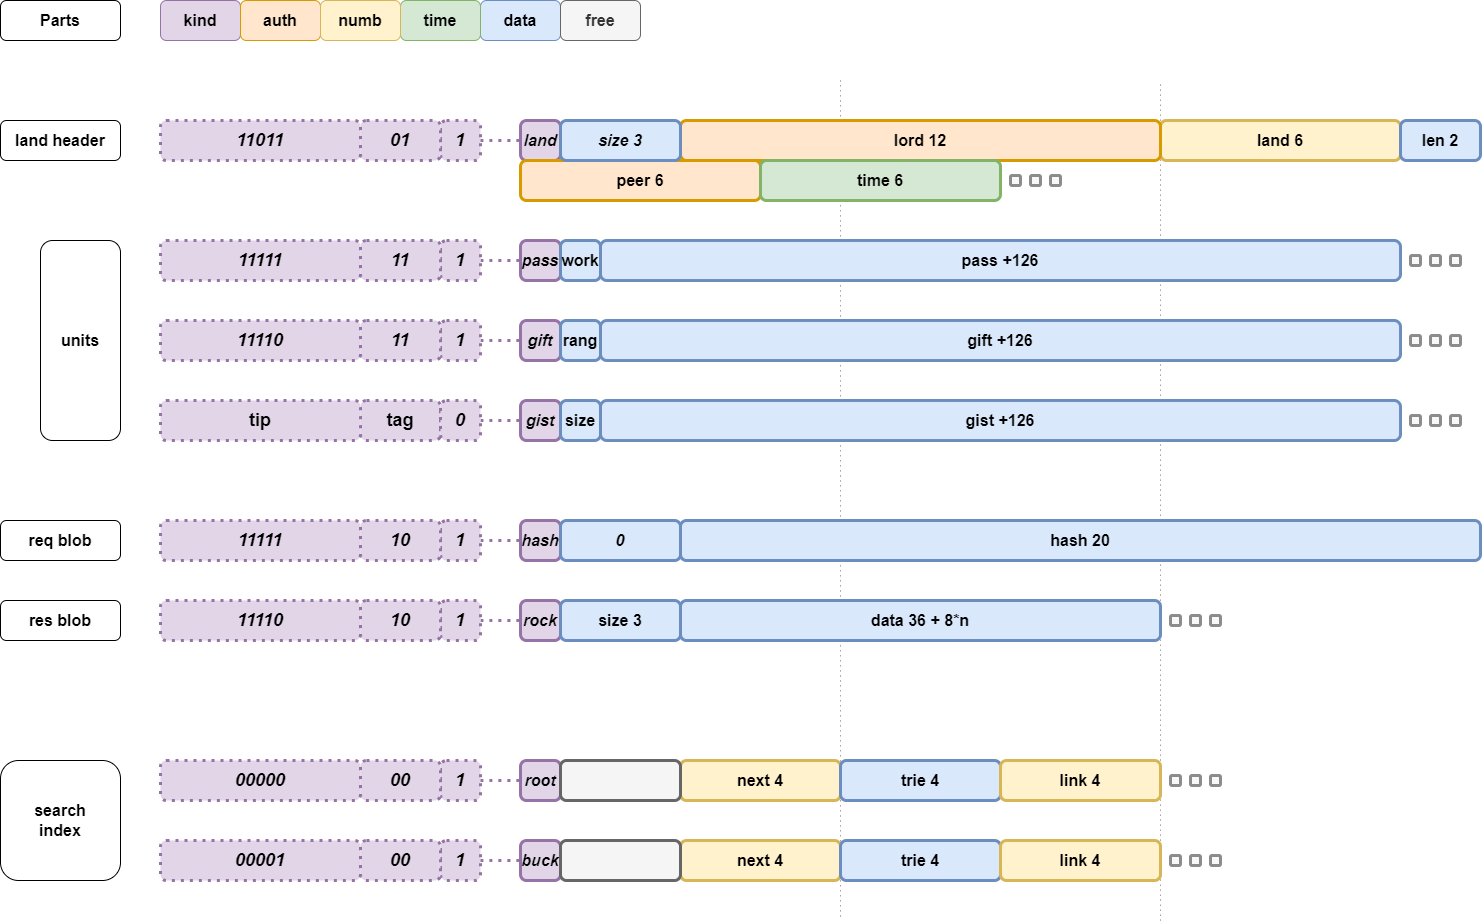 Parts kind auth numb time data free
land header 11011 01 1 land size 3 lord 12 land 6 len 2
peer 6 time 6
units
11111 11 1 pass work pass +126
11110 11 1 gift rang gift +126
tip tag 0 gist size gist +126
req blob 11111 10 1 hash 0 hash 20
res blob 11110 10 1 rock size 3 data 36 + 8*n
search
index
00000 00 1 root next 4 trie 4 link 4
00001 00 1 buck next 4 trie 4 link 4